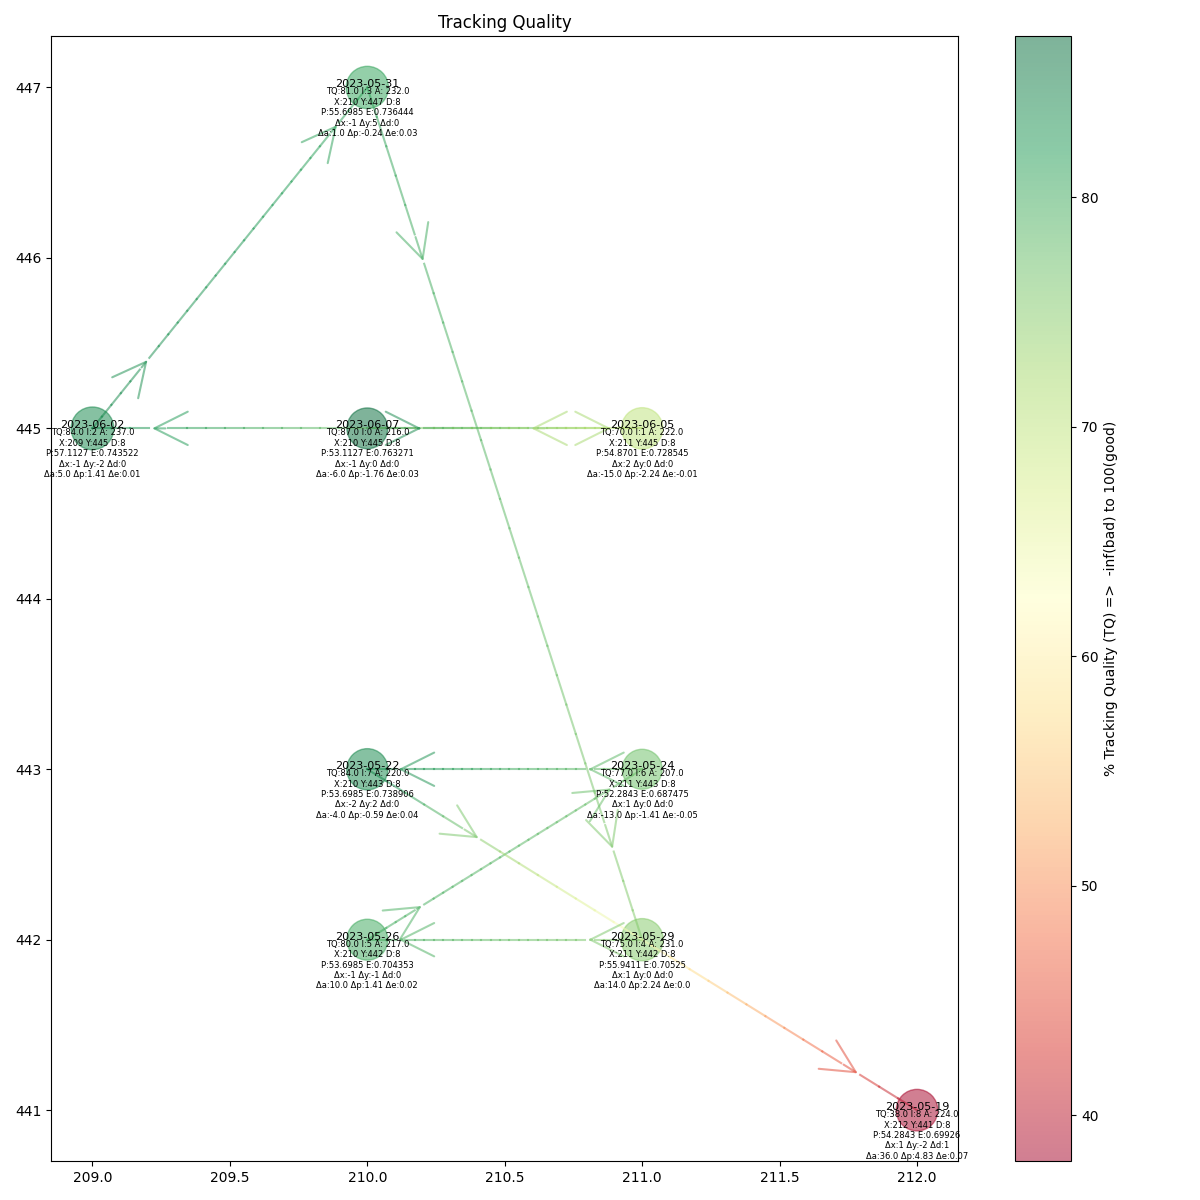 Tracking Quality
447
446
445
444
443
442
441
2023-05-31
TQ:81.0 I:3 A: 232.0
X:210 Y:447 D:8
P:55.6985 E:0.736444
Δx:-1 Δy:5 Δd:0
Δa:1.0 Δp:-0.24 Δe:0.03
2023-06-02
TQ:84.0 I:2 A: 237.0
X:209 Y:445 D:8
P:57.1127 E:0.743522
Δx:-1 Δy:-2 Δd:0
Δa:5.0 Δp:1.41 Δe:0.01
2023-06-07
TQ:87.0 I:0 A: 216.0
X:210 Y:445 D:8
P:53.1127 E:0.763271
Δx:-1 Δy:0 Δd:0
Δa:-6.0 Δp:-1.76 Δe:0.03
2023-06-05
TQ:70.0 I:1 A: 222.0
X:211 Y:445 D:8
P:54.8701 E:0.728545
Δx:2 Δy:0 Δd:0
Δa:-15.0 Δp:-2.24 Δe:-0.01
2023-05-22
TQ:84.0 I:7 A: 220.0
X:210 Y:443 D:8
P:53.6985 E:0.738906
Δx:-2 Δy:2 Δd:0
Δa:-4.0 Δp:-0.59 Δe:0.04
2023-05-24
TQ:77.0 I:6 A: 207.0
X:211 Y:443 D:8
P:52.2843 E:0.687475
Δx:1 Δy:0 Δd:0
Δa:-13.0 Δp:-1.41 Δe:-0.05
2023-05-26
TQ:80.0 I:5 A: 217.0
X:210 Y:442 D:8
P:53.6985 E:0.704353
Δx:-1 Δy:-1 Δd:0
Δa:10.0 Δp:1.41 Δe:0.02
2023-05-29
TQ:75.0 I:4 A: 231.0
X:211 Y:442 D:8
P:55.9411 E:0.70525
Δx:1 Δy:0 Δd:0
Δa:14.0 Δp:2.24 Δe:0.0
2023-05-19
TQ:38.0 I:8 A: 224.0
X:212 Y:441 D:8
P:54.2843 E:0.69926
Δx:1 Δy:-2 Δd:1
Δa:36.0 Δp:4.83 Δe:0.07
209.0
209.5
210.0
210.5
211.0
211.5
212.0
80
70
60
50
40
% Tracking Quality (TQ) =>  -inf(bad) to 100(good)